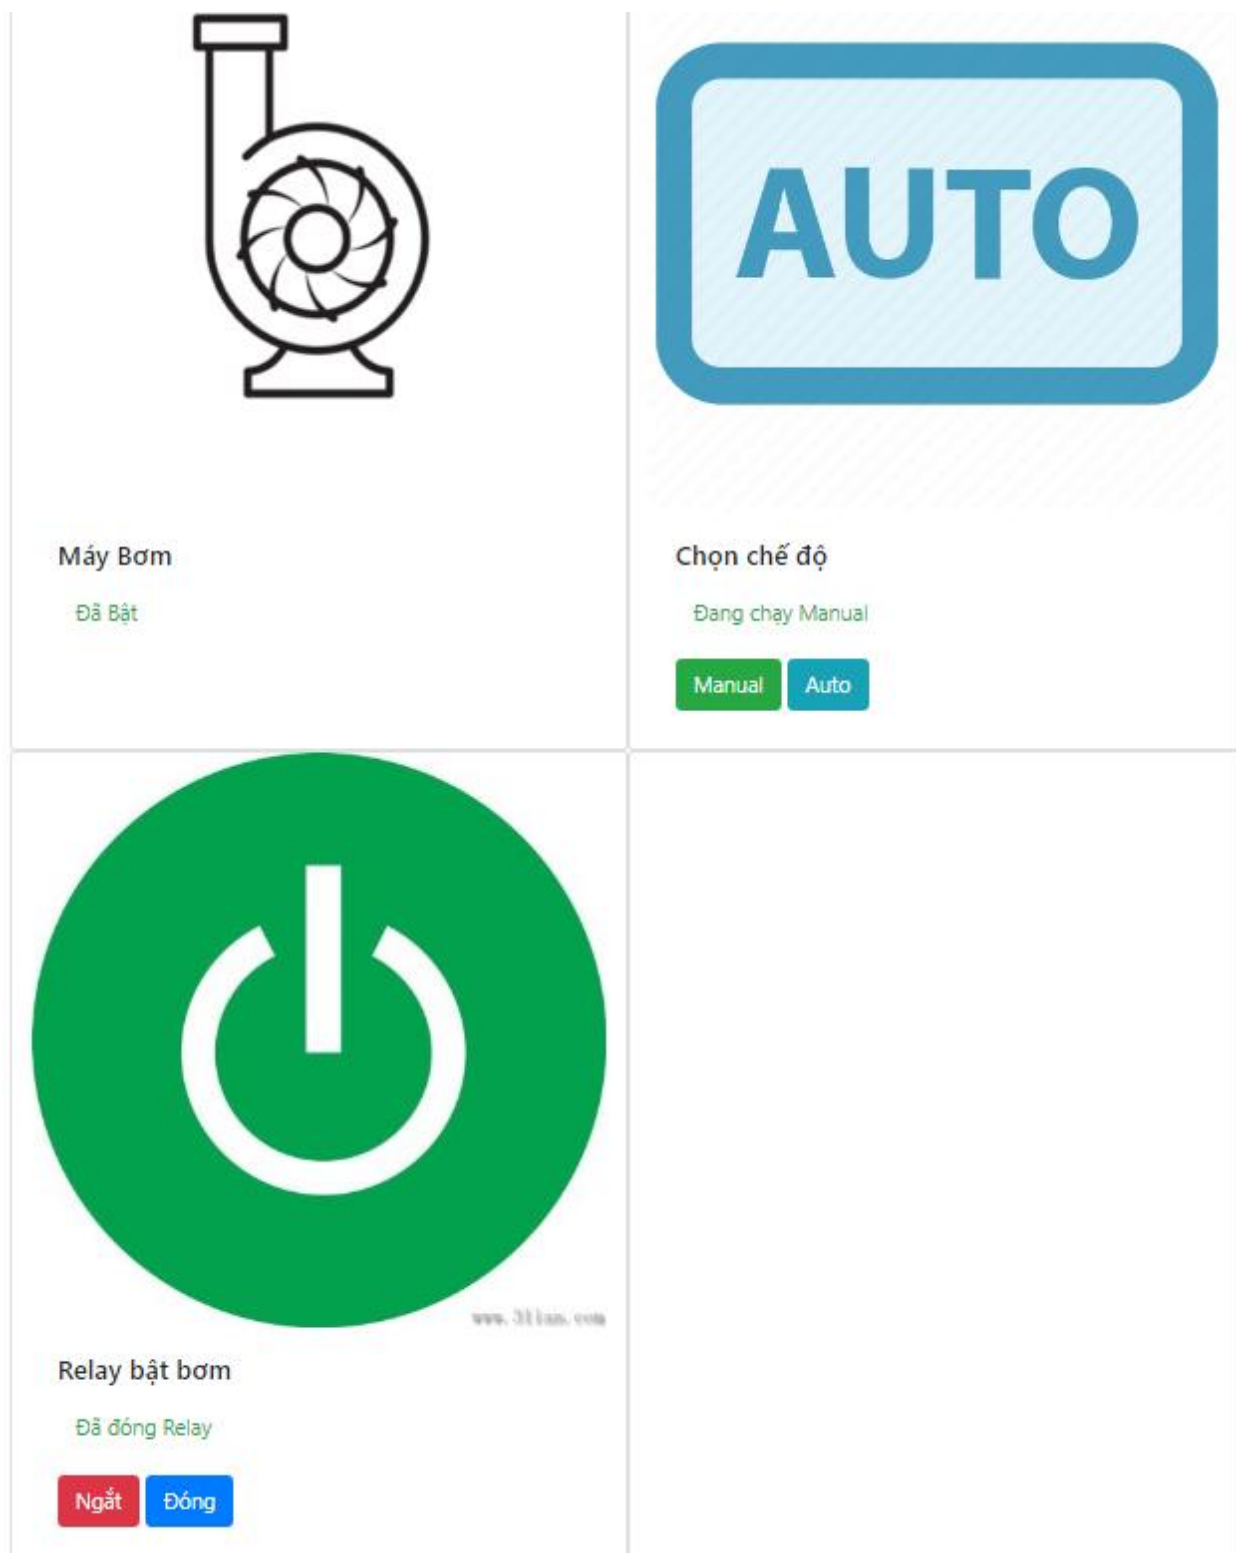 AUTO
Máy Bơm
Đã Bật
Chọn chế độ
Đang chạy Manual
Manual
Auto
Relay bật bơm
Đã đóng Relay
Ngắt
Đóng